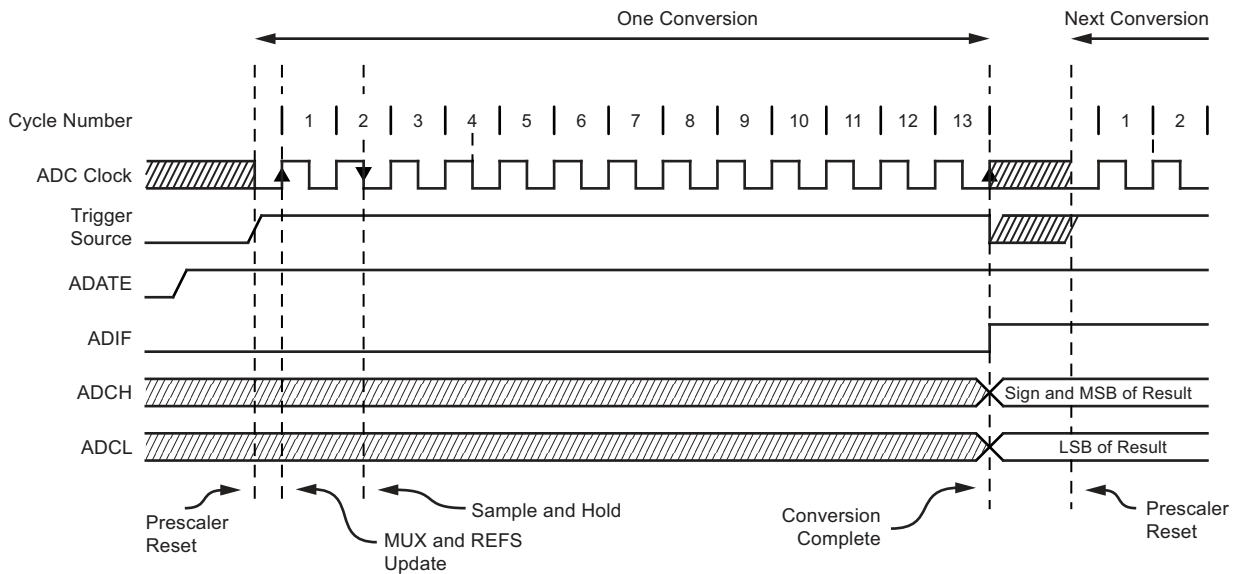 One Conversion
Next Conversion
Cycle Number
1 2 3 4 5 6 7 8 9 10 11 12 13 1 2
ADC Clock
Trigger
Source
ADATE
ADIF
ADCH
Sign and MSB of Result
ADCL
LSB of Result
Prescaler
Reset
Sample and Hold
MUX and REFS
Update
Conversion
Complete
Prescaler
Reset